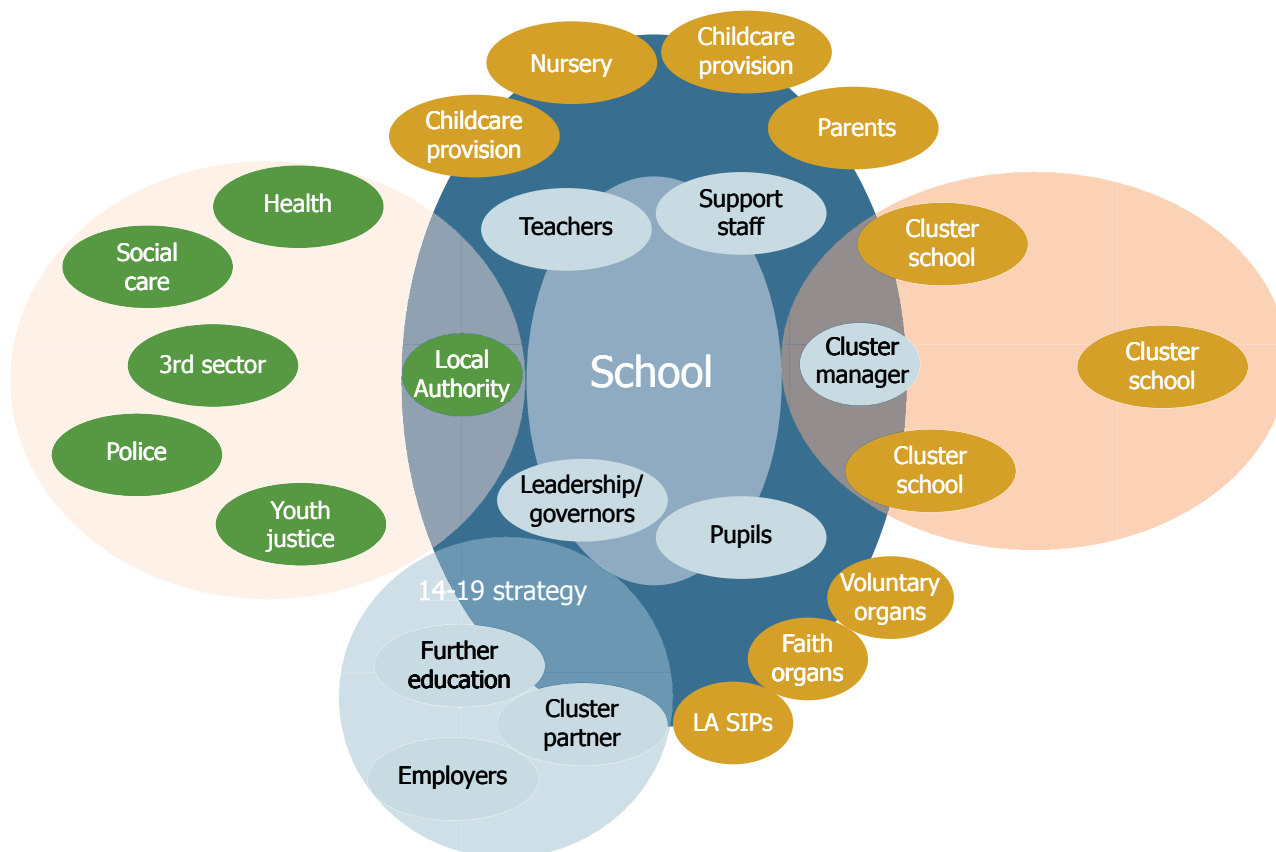 Childcare
provision
Nursery
Childcare
provision
Parents
Health
Teachers
Support
staff
Cluster
school
Social
care
3rd sector
Local
Authority
School
Cluster
manager
Cluster
school
Police
Leadership/
governors
Cluster
school
Youth
justice
Pupils
14-19 strategy
Voluntary
organs
Further
education
Faith
organs
Cluster
partner
LA SIPs
Employers